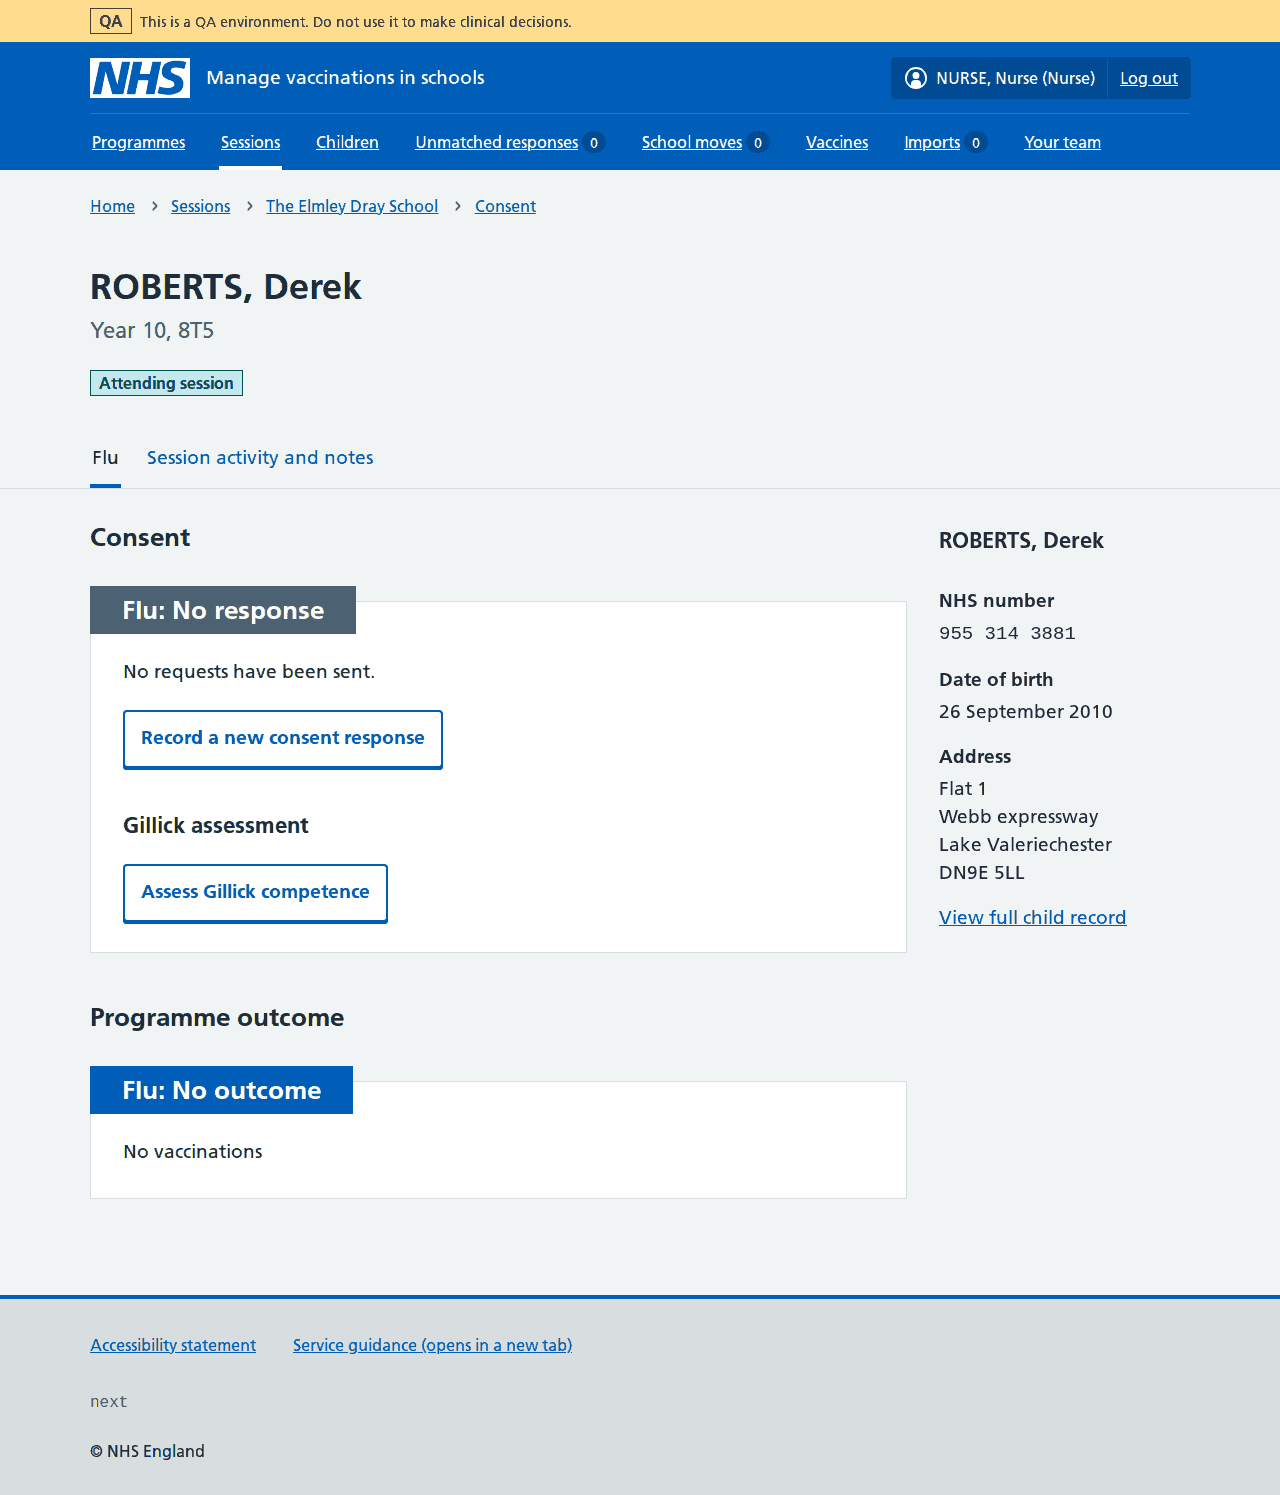 QA This is a QA environment. Do not use it to make clinical decisions.
NHS Manage vaccinations in schools NURSE, Nurse (Nurse) Log out
Programmes Sessions Children Unmatched responses 0 School moves 0 Vaccines Imports 0 Your team
Home › Sessions › The Elmley Dray School › Consent
ROBERTS, Derek
Year 10, 8T5
Attending session
Flu Session activity and notes
Consent
Flu: No response
No requests have been sent.
Record a new consent response
Gillick assessment
Assess Gillick competence
Programme outcome
Flu: No outcome
No vaccinations
ROBERTS, Derek
NHS number
955 314 3881
Date of birth
26 September 2010
Address
Flat 1
Webb expressway
Lake Valeriechester
DN9E 5LL
View full child record
Accessibility statement Service guidance (opens in a new tab)
next
© NHS England